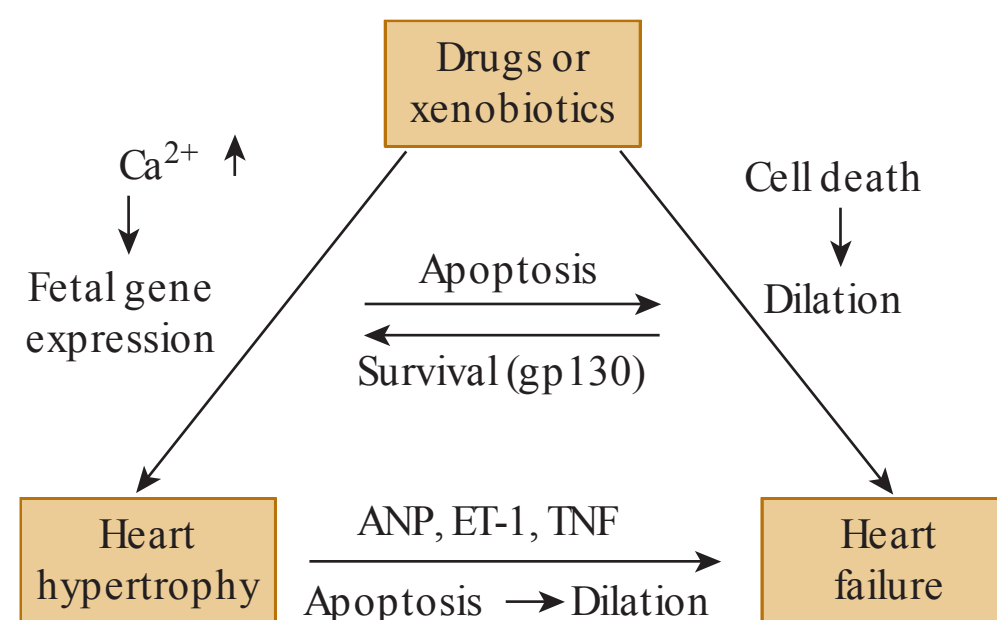 Drugs or
xenobiotics
Ca²⁺
Fetal gene
expression
Cell death
Dilation
Apoptosis
Survival (gp130)
Heart
hypertrophy
ANP, ET-1, TNF
Apoptosis → Dilation
Heart
failure